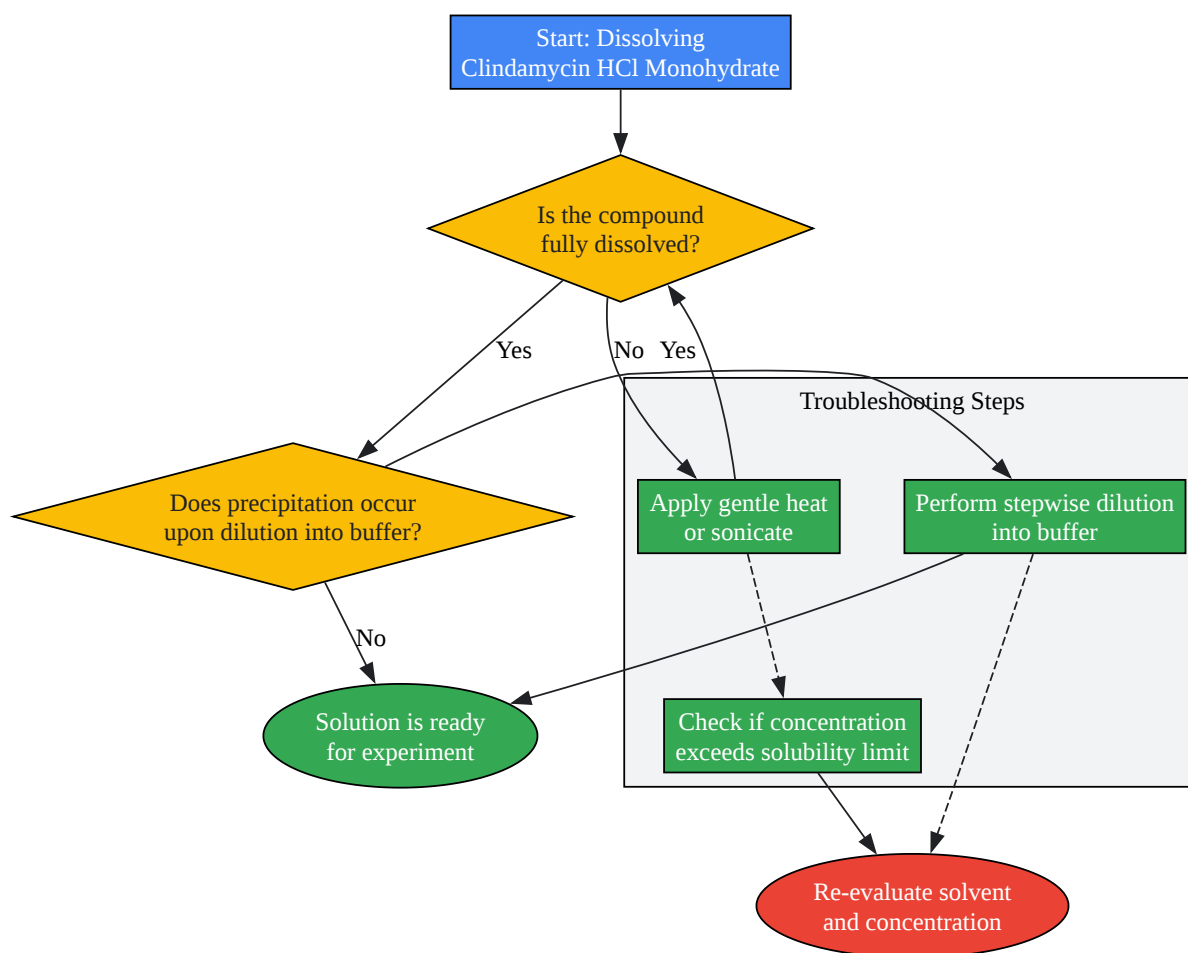 Start: Dissolving
Clindamycin HCl Monohydrate
Is the compound
fully dissolved?
Yes
No
Yes
Troubleshooting Steps
Does precipitation occur
upon dilution into buffer?
Apply gentle heat
or sonicate
Perform stepwise dilution
into buffer
No
Solution is ready
for experiment
Check if concentration
exceeds solubility limit
Re-evaluate solvent
and concentration